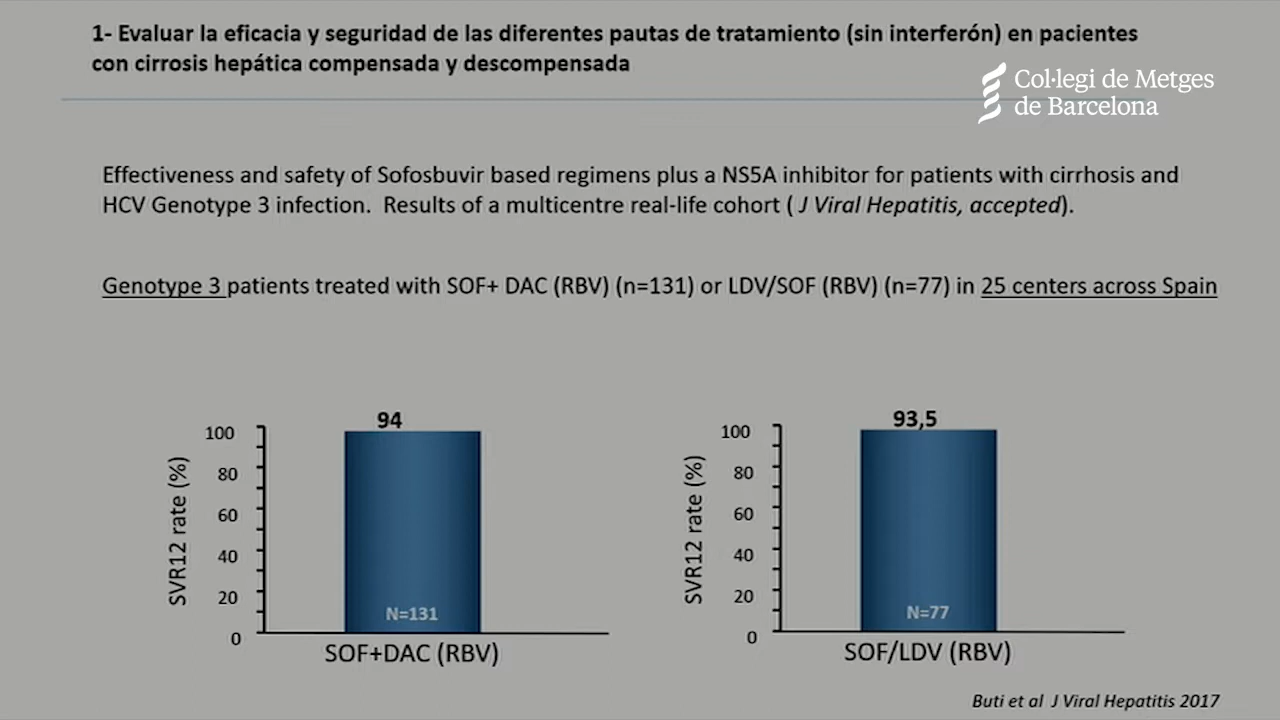 1- Evaluar la eficacia y seguridad de las diferentes pautas de tratamiento (sin interferón) en pacientes
con cirrosis hepática compensada y descompensada
Col·legi de Metges
de Barcelona
Effectiveness and safety of Sofosbuvir based regimens plus a NS5A inhibitor for patients with cirrhosis and
HCV Genotype 3 infection. Results of a multicentre real-life cohort ( J Viral Hepatitis, accepted).
Genotype 3 patients treated with SOF+ DAC (RBV) (n=131) or LDV/SOF (RBV) (n=77) in 25 centers across Spain
94
100
80
60
40
20
0
SVR12 rate (%)
N=131
SOF+DAC (RBV)
93,5
100
80
60
40
20
0
SVR12 rate (%)
N=77
SOF/LDV (RBV)
Buti et al J Viral Hepatitis 2017